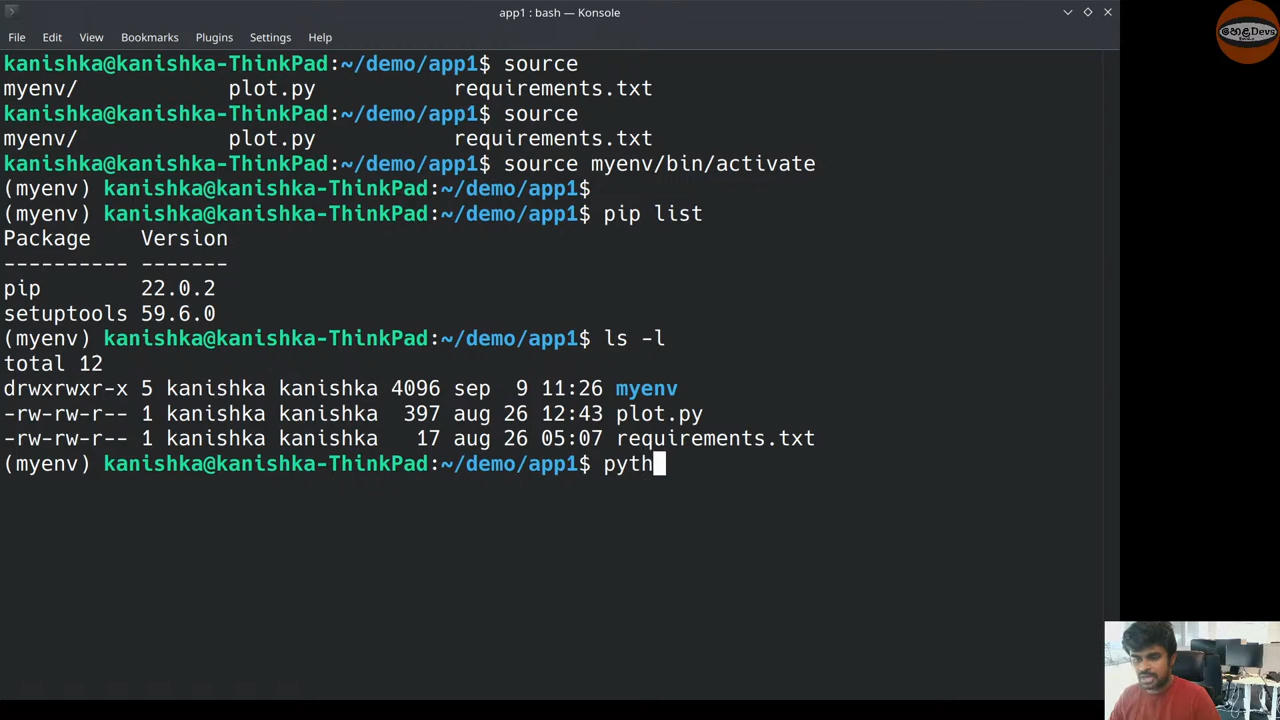 app1 : bash — Konsole
හෙළDevs
File Edit View Bookmarks Plugins Settings Help
kanishka@kanishka-ThinkPad:~/demo/app1$ source
myenv/ plot.py requirements.txt
kanishka@kanishka-ThinkPad:~/demo/app1$ source
myenv/ plot.py requirements.txt
kanishka@kanishka-ThinkPad:~/demo/app1$ source myenv/bin/activate
(myenv) kanishka@kanishka-ThinkPad:~/demo/app1$
(myenv) kanishka@kanishka-ThinkPad:~/demo/app1$ pip list
Package Version
---------- -------
pip 22.0.2
setuptools 59.6.0
(myenv) kanishka@kanishka-ThinkPad:~/demo/app1$ ls -l
total 12
drwxrwxr-x 5 kanishka kanishka 4096 sep 9 11:26 myenv
-rw-rw-r-- 1 kanishka kanishka 397 aug 26 12:43 plot.py
-rw-rw-r-- 1 kanishka kanishka 17 aug 26 05:07 requirements.txt
(myenv) kanishka@kanishka-ThinkPad:~/demo/app1$ pyth